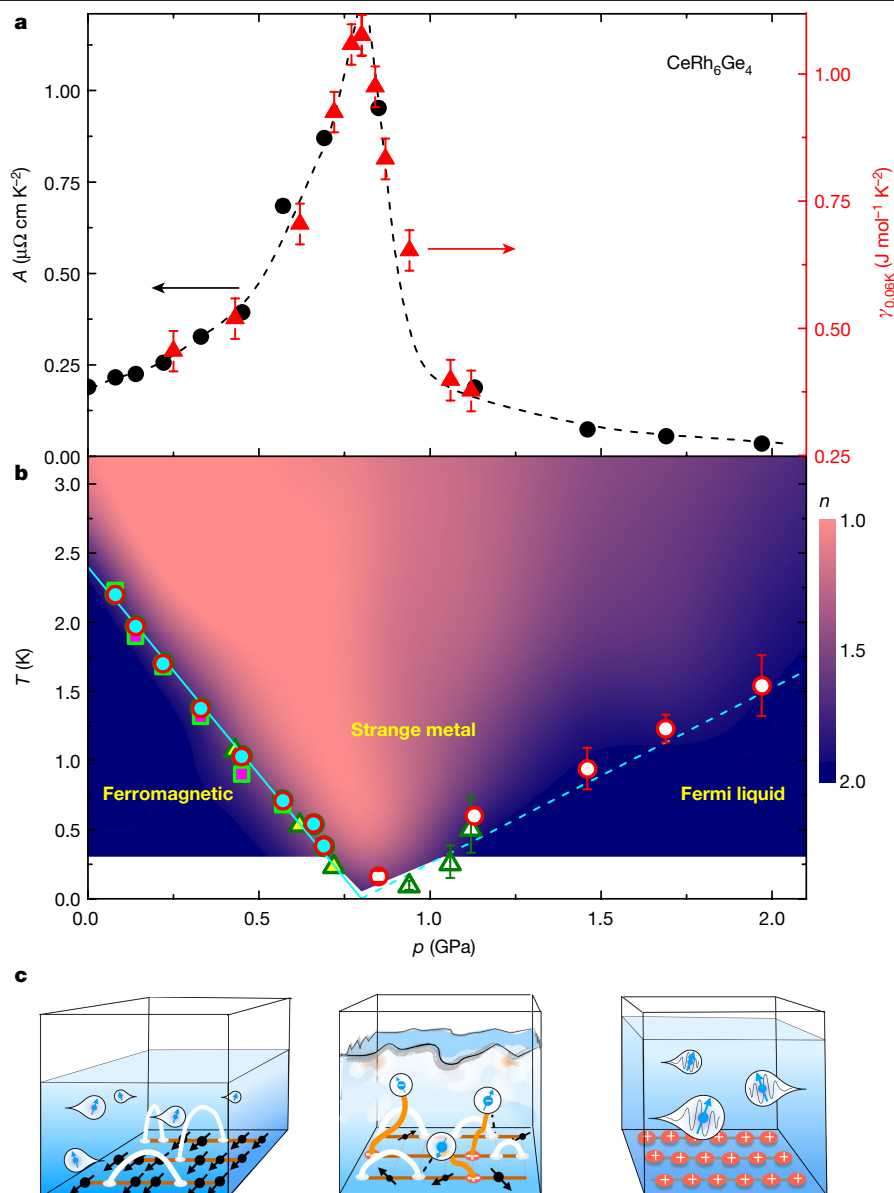 a
CeRh₆Ge₄
1.00
0.75
0.50
0.25
0.00
A (μΩ cm K⁻²)
1.00
0.75
0.50
0.25
γ₀.₀₆K (J mol⁻¹ K⁻²)
b
3.0
2.5
2.0
1.5
1.0
0.5
0.0
T (K)
Strange metal
Ferromagnetic
Fermi liquid
n
1.0
1.5
2.0
0.0
0.5
1.0
1.5
2.0
p (GPa)
c